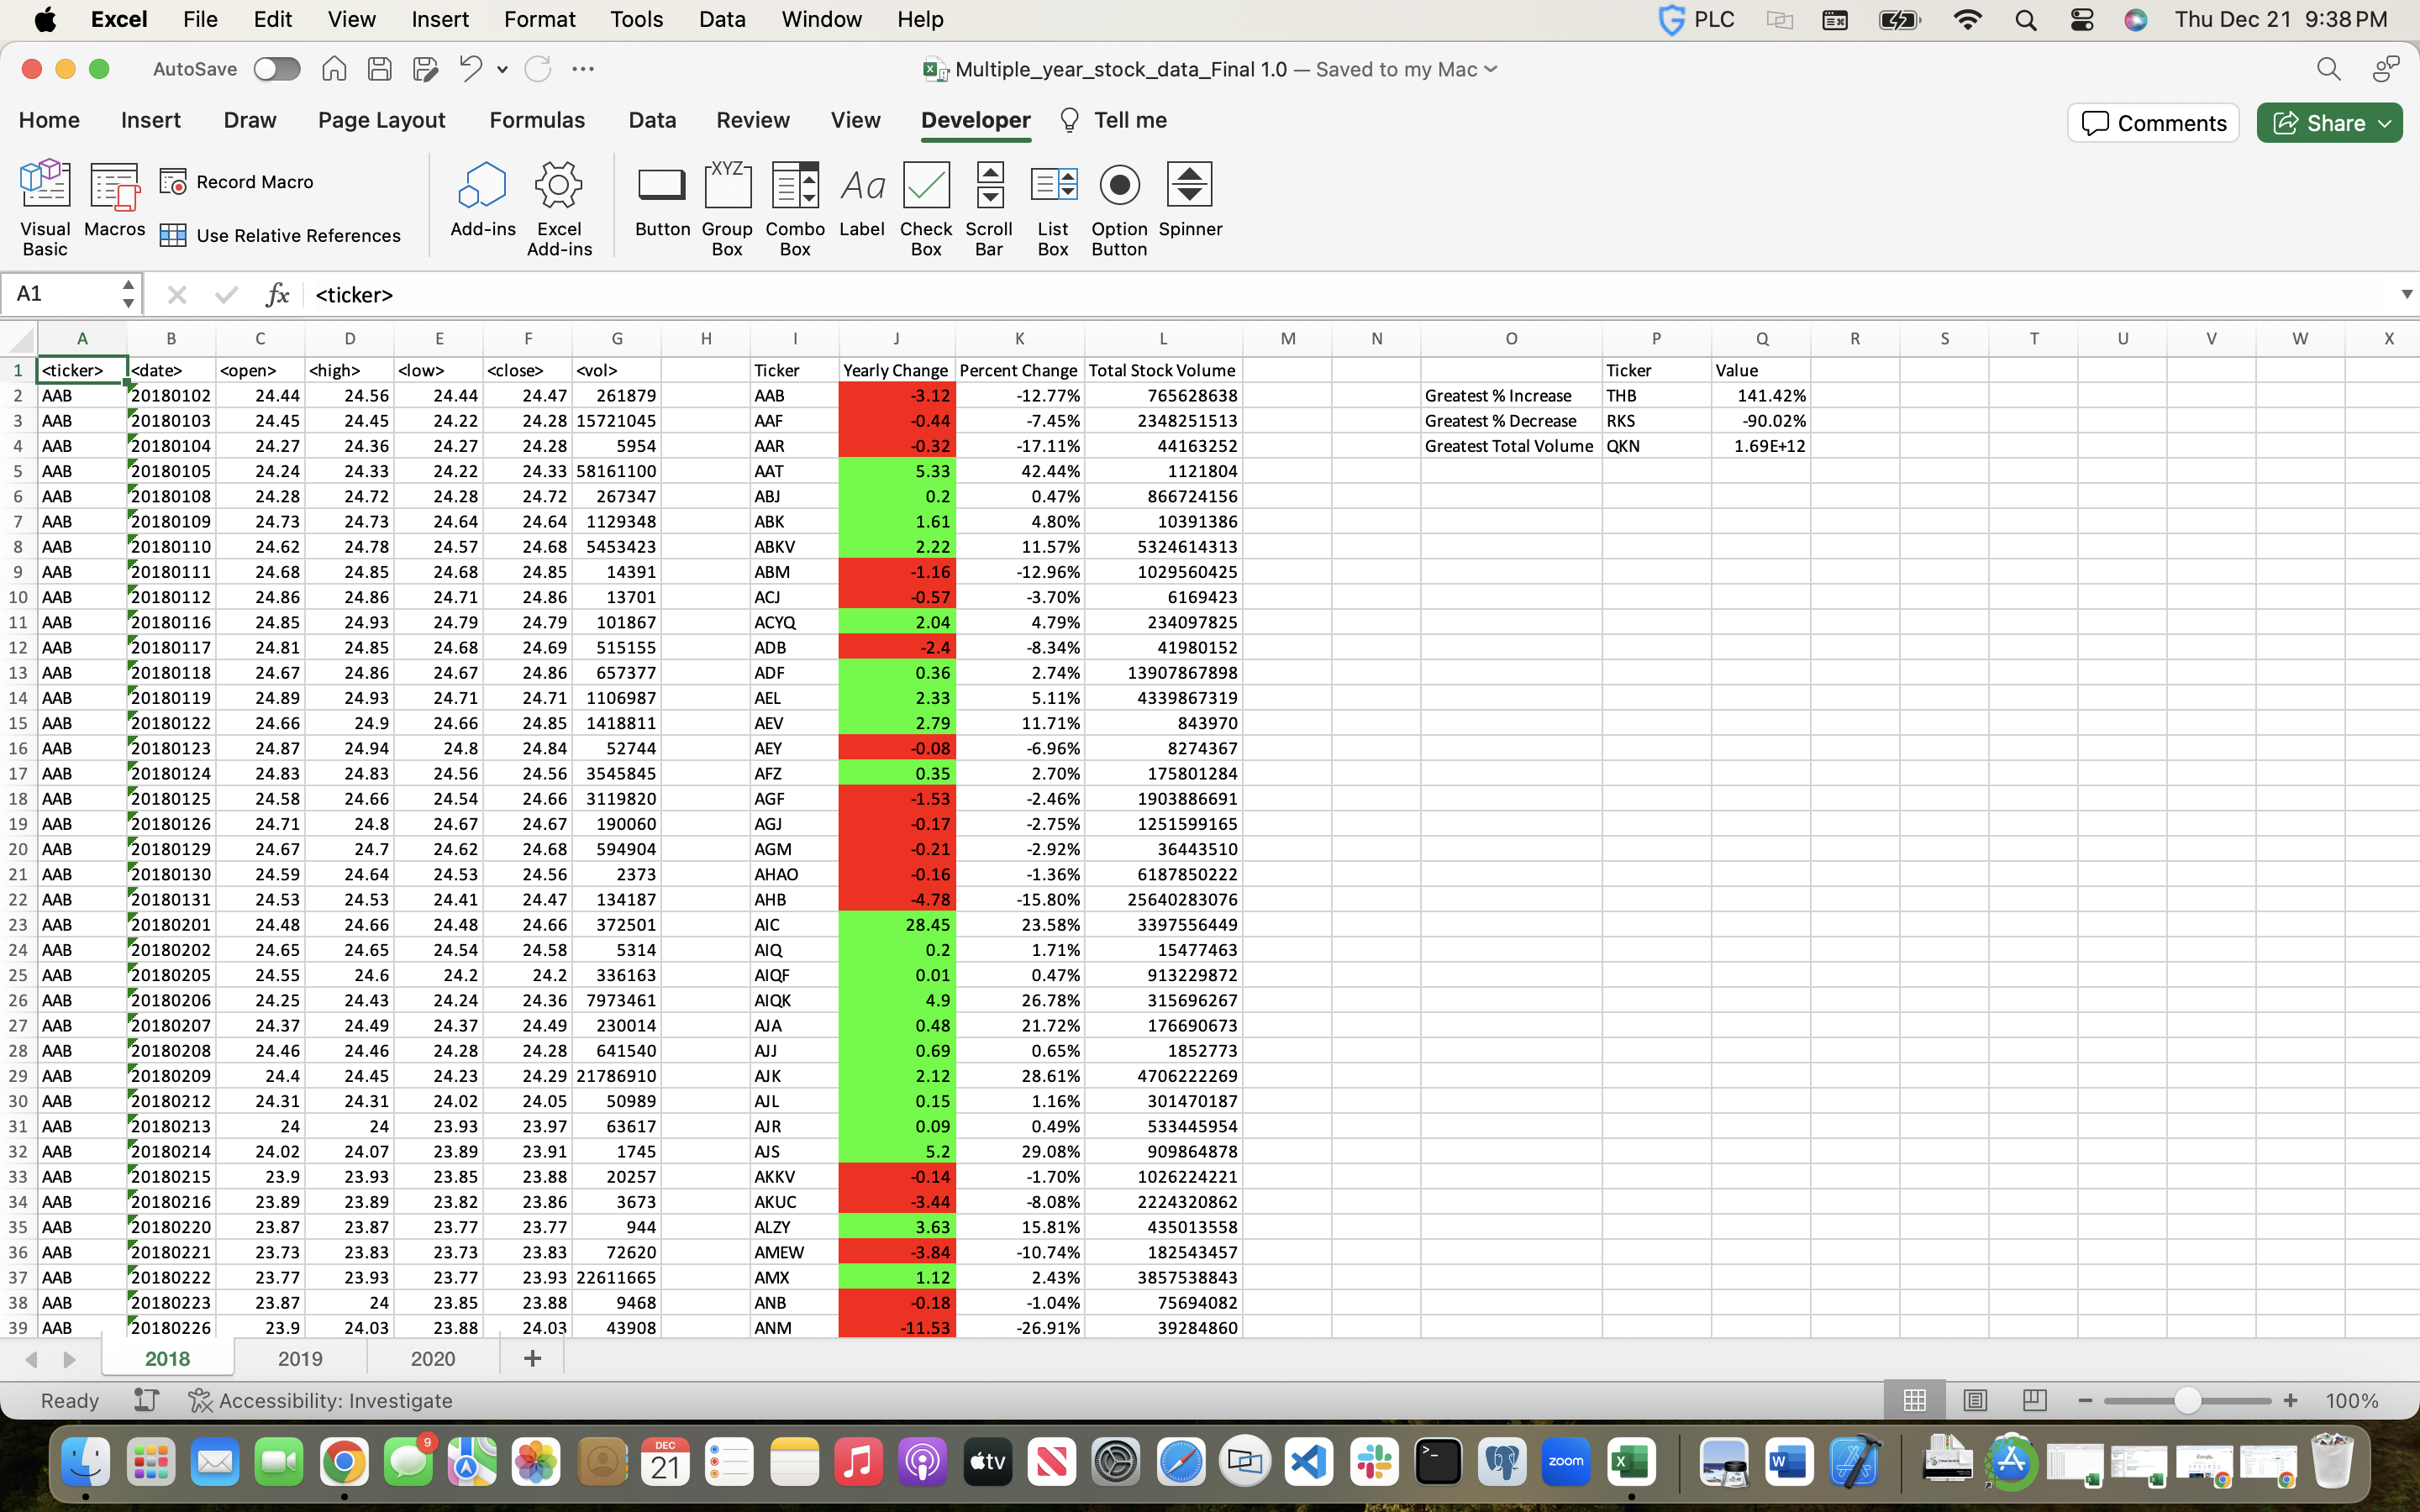 Excel File Edit View Insert Format Tools Data Window Help PLC Thu Dec 21 9:38 PM
AutoSave Multiple_year_stock_data_Final 1.0 — Saved to my Mac
Home Insert Draw Page Layout Formulas Data Review View Developer Tell me Comments Share
Visual Basic Macros Record Macro Use Relative References Add-ins Excel Add-ins Button Group Box Combo Box Label Check Box Scroll Bar List Box Option Button Spinner
XYZ Aa
A1 fx <ticker>
A B C D E F G H I J K L M N O P Q R S T U V W X
1 <ticker> <date> <open> <high> <low> <close> <vol> Ticker Yearly Change Percent Change Total Stock Volume Ticker Value
2 AAB 20180102 24.44 24.56 24.44 24.47 261879 AAB -3.12 -12.77% 765628638 Greatest % Increase THB 141.42%
3 AAB 20180103 24.45 24.45 24.22 24.28 15721045 AAF -0.44 -7.45% 2348251513 Greatest % Decrease RKS -90.02%
4 AAB 20180104 24.27 24.36 24.27 24.28 5954 AAR -0.32 -17.11% 44163252 Greatest Total Volume QKN 1.69E+12
5 AAB 20180105 24.24 24.33 24.22 24.33 58161100 AAT 5.33 42.44% 1121804
6 AAB 20180108 24.28 24.72 24.28 24.72 267347 ABJ 0.2 0.47% 866724156
7 AAB 20180109 24.73 24.73 24.64 24.64 1129348 ABK 1.61 4.80% 10391386
8 AAB 20180110 24.62 24.78 24.57 24.68 5453423 ABKV 2.22 11.57% 5324614313
9 AAB 20180111 24.68 24.85 24.68 24.85 14391 ABM -1.16 -12.96% 1029560425
10 AAB 20180112 24.86 24.86 24.71 24.86 13701 ACJ -0.57 -3.70% 6169423
11 AAB 20180116 24.85 24.93 24.79 24.79 101867 ACYQ 2.04 4.79% 234097825
12 AAB 20180117 24.81 24.85 24.68 24.69 515155 ADB -2.4 -8.34% 41980152
13 AAB 20180118 24.67 24.86 24.67 24.86 657377 ADF 0.36 2.74% 13907867898
14 AAB 20180119 24.89 24.93 24.71 24.71 1106987 AEL 2.33 5.11% 4339867319
15 AAB 20180122 24.66 24.9 24.66 24.85 1418811 AEV 2.79 11.71% 843970
16 AAB 20180123 24.87 24.94 24.8 24.84 52744 AEY -0.08 -6.96% 8274367
17 AAB 20180124 24.83 24.83 24.56 24.56 3545845 AFZ 0.35 2.70% 175801284
18 AAB 20180125 24.58 24.66 24.54 24.66 3119820 AGF -1.53 -2.46% 1903886691
19 AAB 20180126 24.71 24.8 24.67 24.67 190060 AGJ -0.17 -2.75% 1251599165
20 AAB 20180129 24.67 24.7 24.62 24.68 594904 AGM -0.21 -2.92% 36443510
21 AAB 20180130 24.59 24.64 24.53 24.56 2373 AHAO -0.16 -1.36% 6187850222
22 AAB 20180131 24.53 24.53 24.41 24.47 134187 AHB -4.78 -15.80% 25640283076
23 AAB 20180201 24.48 24.66 24.48 24.66 372501 AIC 28.45 23.58% 3397556449
24 AAB 20180202 24.65 24.65 24.54 24.58 5314 AIQ 0.2 1.71% 15477463
25 AAB 20180205 24.55 24.6 24.2 24.2 336163 AIQF 0.01 0.47% 913229872
26 AAB 20180206 24.25 24.43 24.24 24.36 7973461 AIQK 4.9 26.78% 315696267
27 AAB 20180207 24.37 24.49 24.37 24.49 230014 AJA 0.48 21.72% 176690673
28 AAB 20180208 24.46 24.46 24.28 24.28 641540 AJJ 0.69 0.65% 1852773
29 AAB 20180209 24.4 24.45 24.23 24.29 21786910 AJK 2.12 28.61% 4706222269
30 AAB 20180212 24.31 24.31 24.02 24.05 50989 AJL 0.15 1.16% 301470187
31 AAB 20180213 24 24 23.93 23.97 63617 AJR 0.09 0.49% 533445954
32 AAB 20180214 24.02 24.07 23.89 23.91 1745 AJS 5.2 29.08% 909864878
33 AAB 20180215 23.9 23.93 23.85 23.88 20257 AKKV -0.14 -1.70% 1026224221
34 AAB 20180216 23.89 23.89 23.82 23.86 3673 AKUC -3.44 -8.08% 2224320862
35 AAB 20180220 23.87 23.87 23.77 23.77 944 ALZY 3.63 15.81% 435013558
36 AAB 20180221 23.73 23.83 23.73 23.83 72620 AMEW -3.84 -10.74% 182543457
37 AAB 20180222 23.77 23.93 23.77 23.93 22611665 AMX 1.12 2.43% 3857538843
38 AAB 20180223 23.87 24 23.85 23.88 9468 ANB -0.18 -1.04% 75694082
39 AAB 20180226 23.9 24.03 23.88 24.03 43908 ANM -11.53 -26.91% 39284860
2018 2019 2020 +
Ready Accessibility: Investigate 100%
9 DEC 21 tv zoom X W